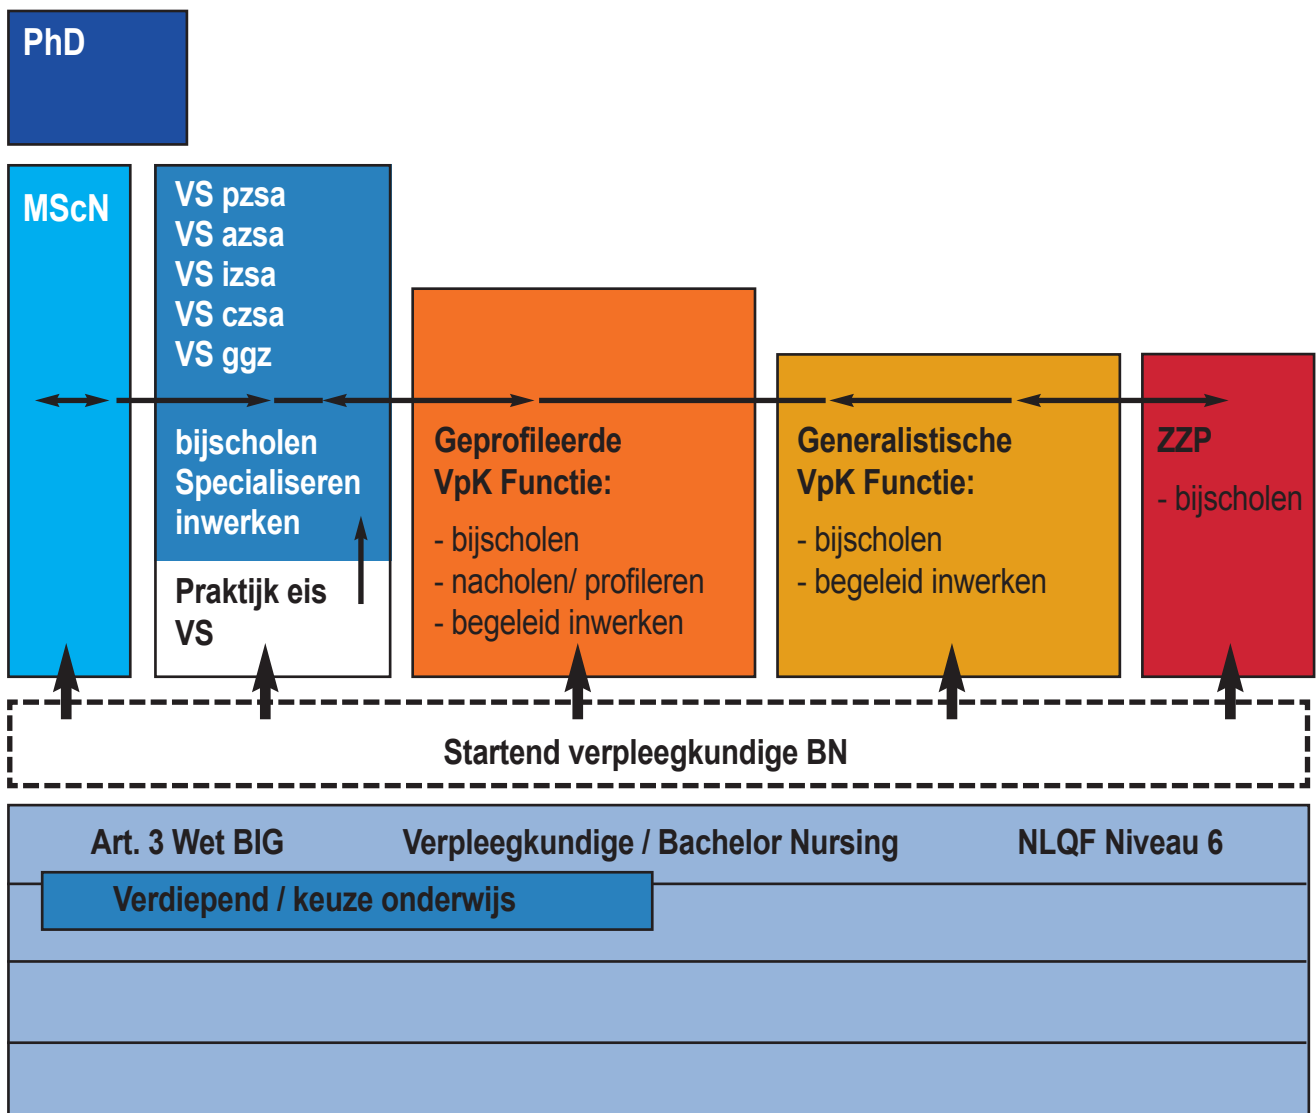 PhD
MScN
VS pzsa
VS azsa
VS izsa
VS czsa
VS ggz
bijscholen
Specialiseren
inwerken
Praktijk eis
VS
Geprofileerde
VpK Functie:
- bijscholen
- nacholen/ profileren
- begeleid inwerken
Generalistische
VpK Functie:
- bijscholen
- begeleid inwerken
ZZP
- bijscholen
Startend verpleegkundige BN
Art. 3 Wet BIG Verpleegkundige / Bachelor Nursing NLQF Niveau 6
Verdiepend / keuze onderwijs